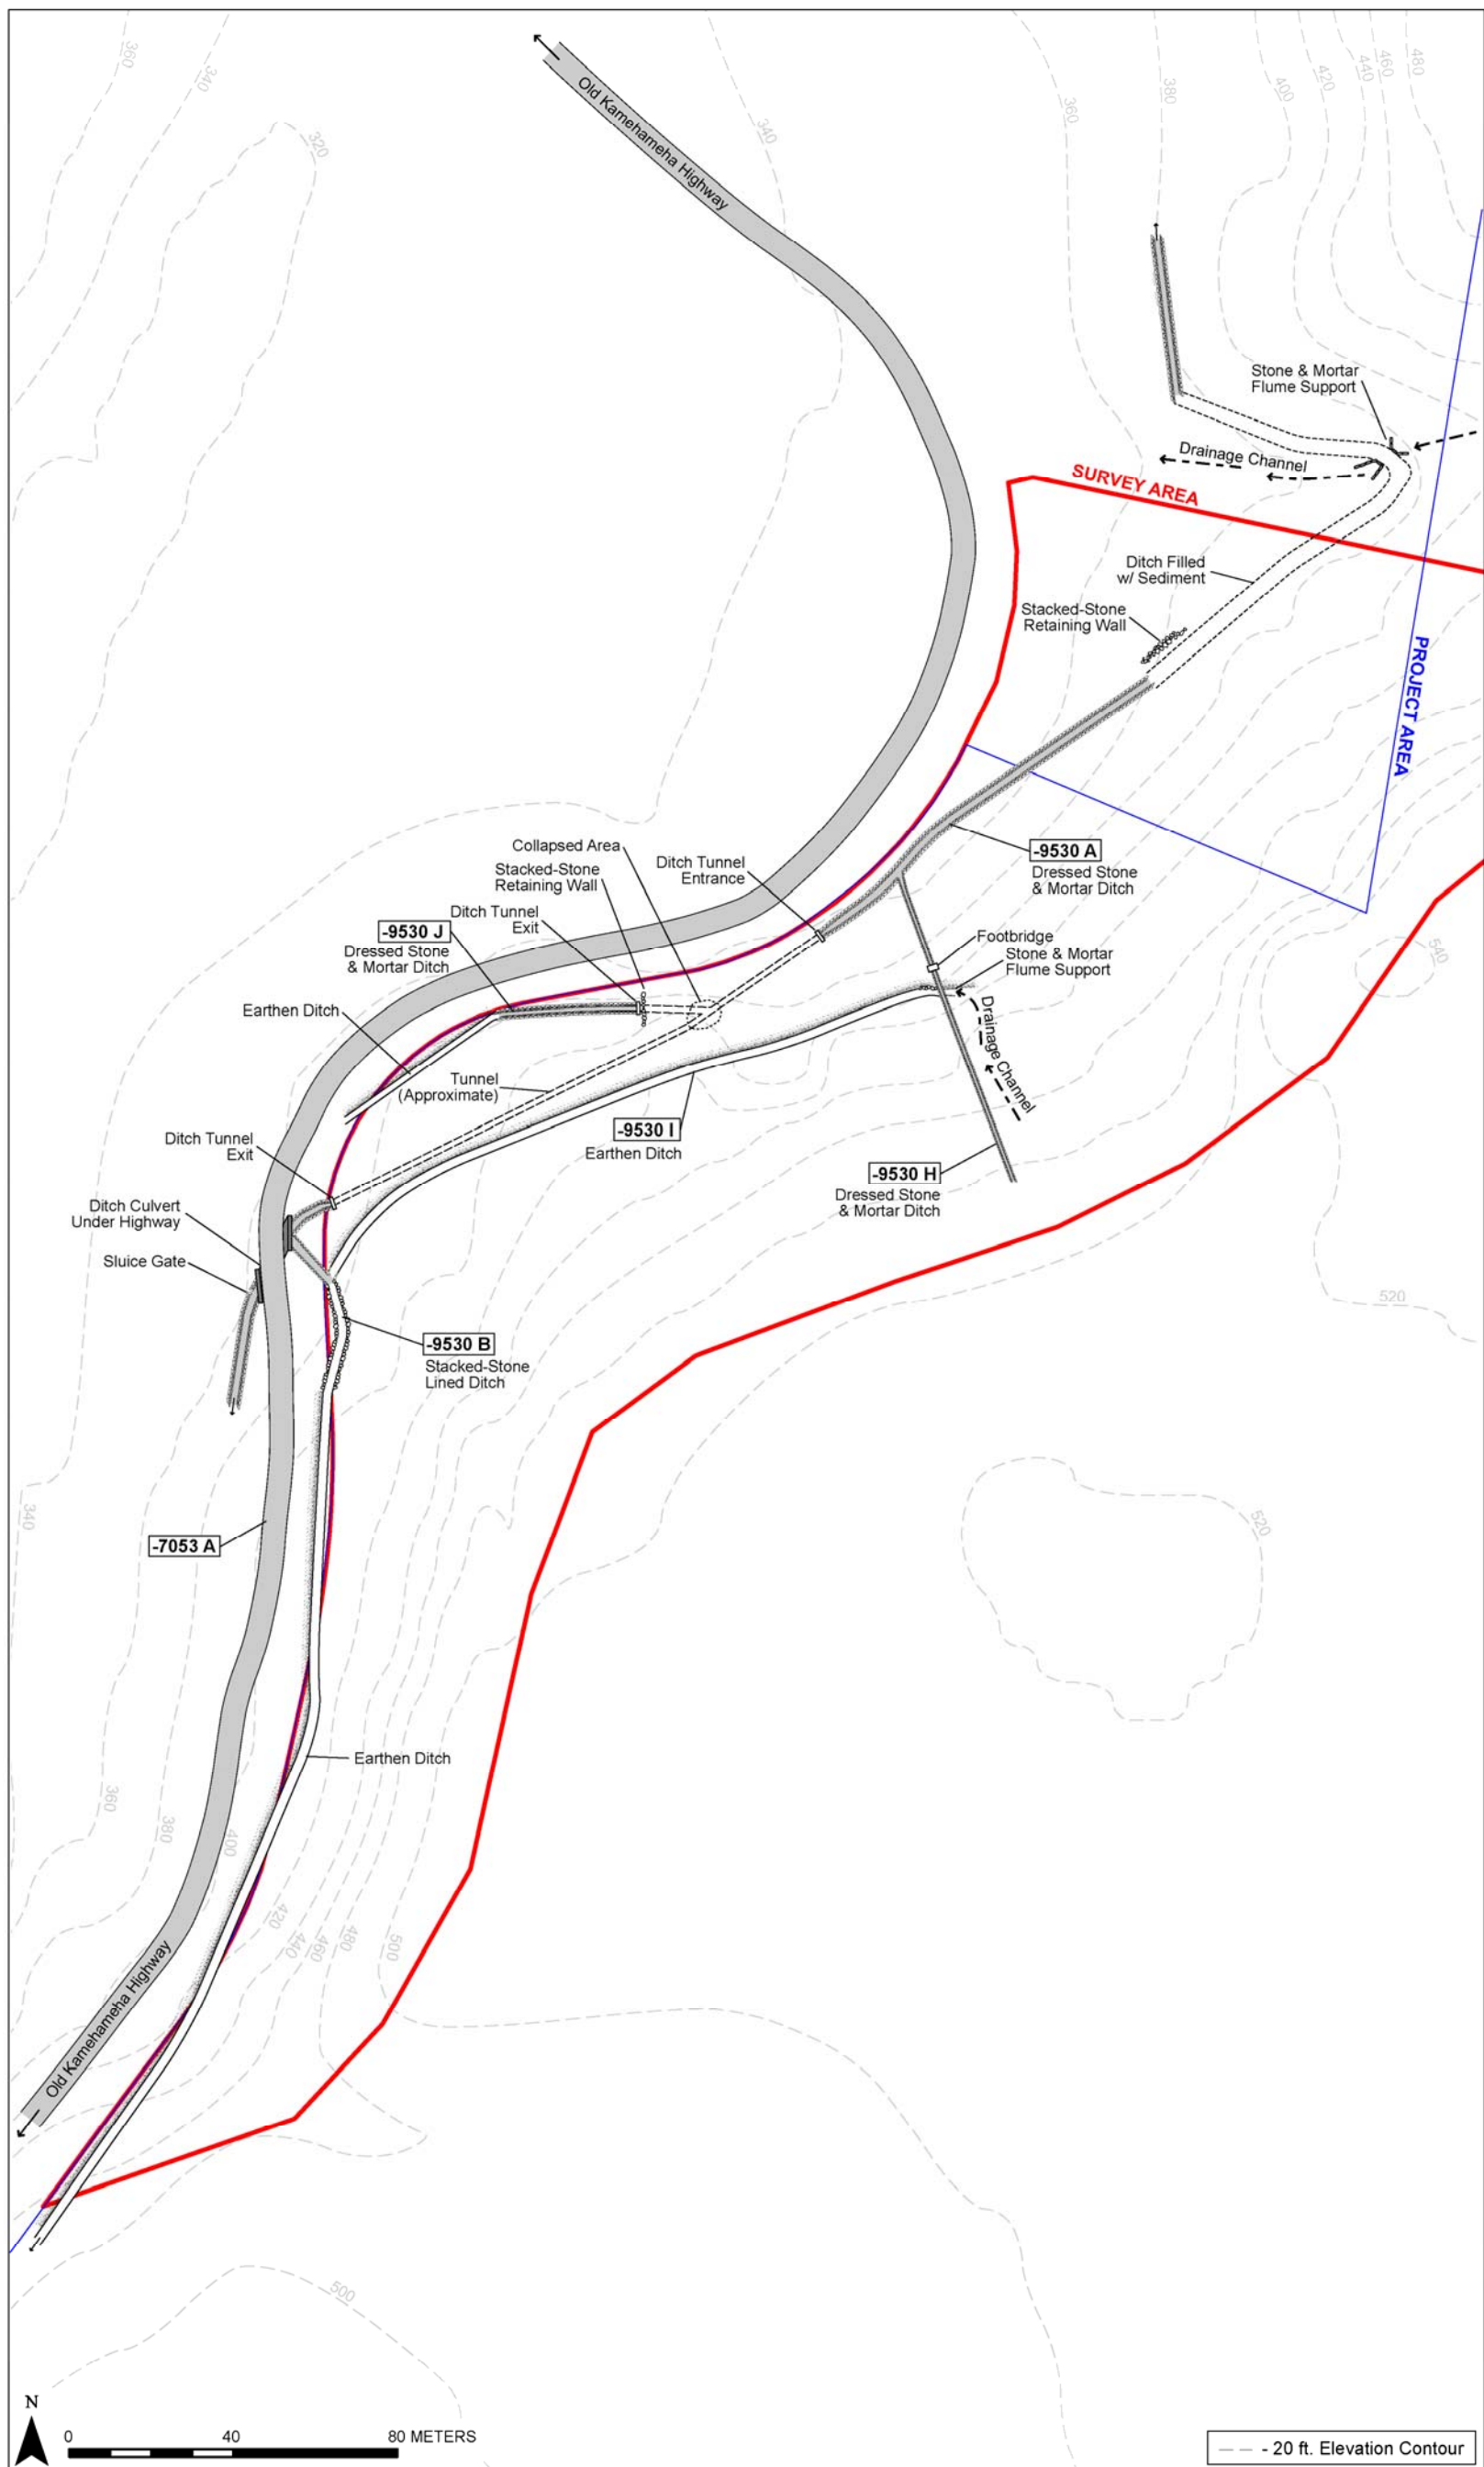 360
340
320
Old Kamehameha Highway
340
360
380
400
420
440
460
480
Stone & Mortar
Flume Support
Drainage Channel
SURVEY AREA
Ditch Filled
w/ Sediment
Stacked-Stone
Retaining Wall
PROJECT AREA
-9530 A
Dressed Stone
& Mortar Ditch
Collapsed Area
Stacked-Stone
Retaining Wall
Ditch Tunnel
Entrance
Ditch Tunnel
Exit
-9530 J
Dressed Stone
& Mortar Ditch
Footbridge
Stone & Mortar
Flume Support
540
Earthen Ditch
Drainage Channel
Tunnel
(Approximate)
-9530 I
Earthen Ditch
Ditch Tunnel
Exit
-9530 H
Dressed Stone
& Mortar Ditch
Ditch Culvert
Under Highway
Sluice Gate
520
-9530 B
Stacked-Stone
Lined Ditch
340
520
-7053 A
Earthen Ditch
360
380
400
420
440
460
480
500
Old Kamehameha Highway
500
N
0 40 80 METERS
- 20 ft. Elevation Contour